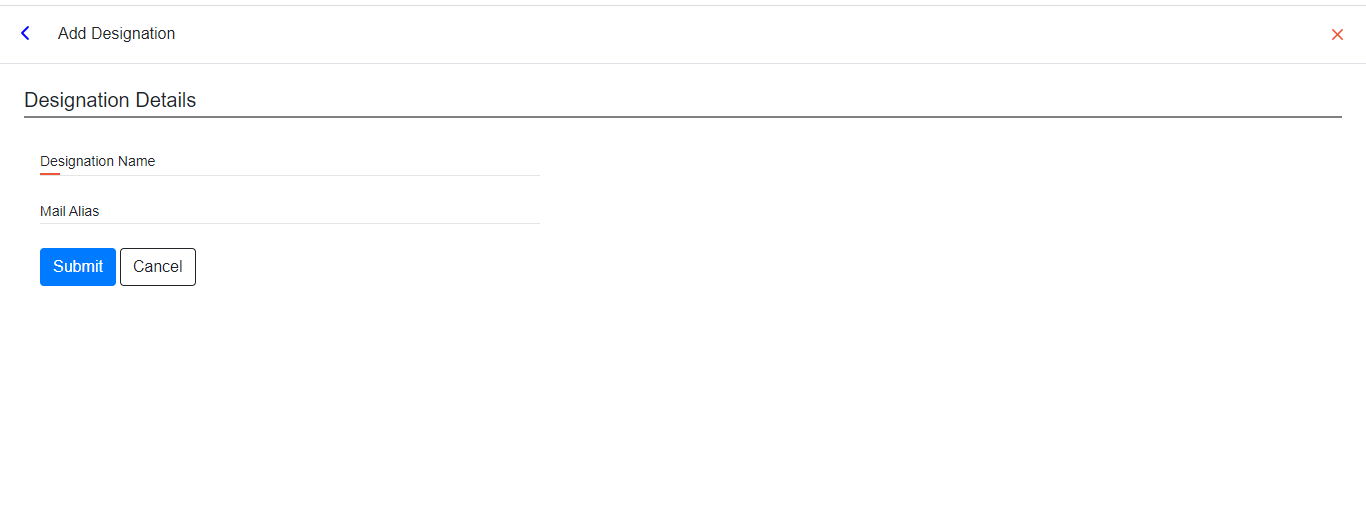 Add Designation
Designation Details
Designation Name
Mail Alias
Submit Cancel